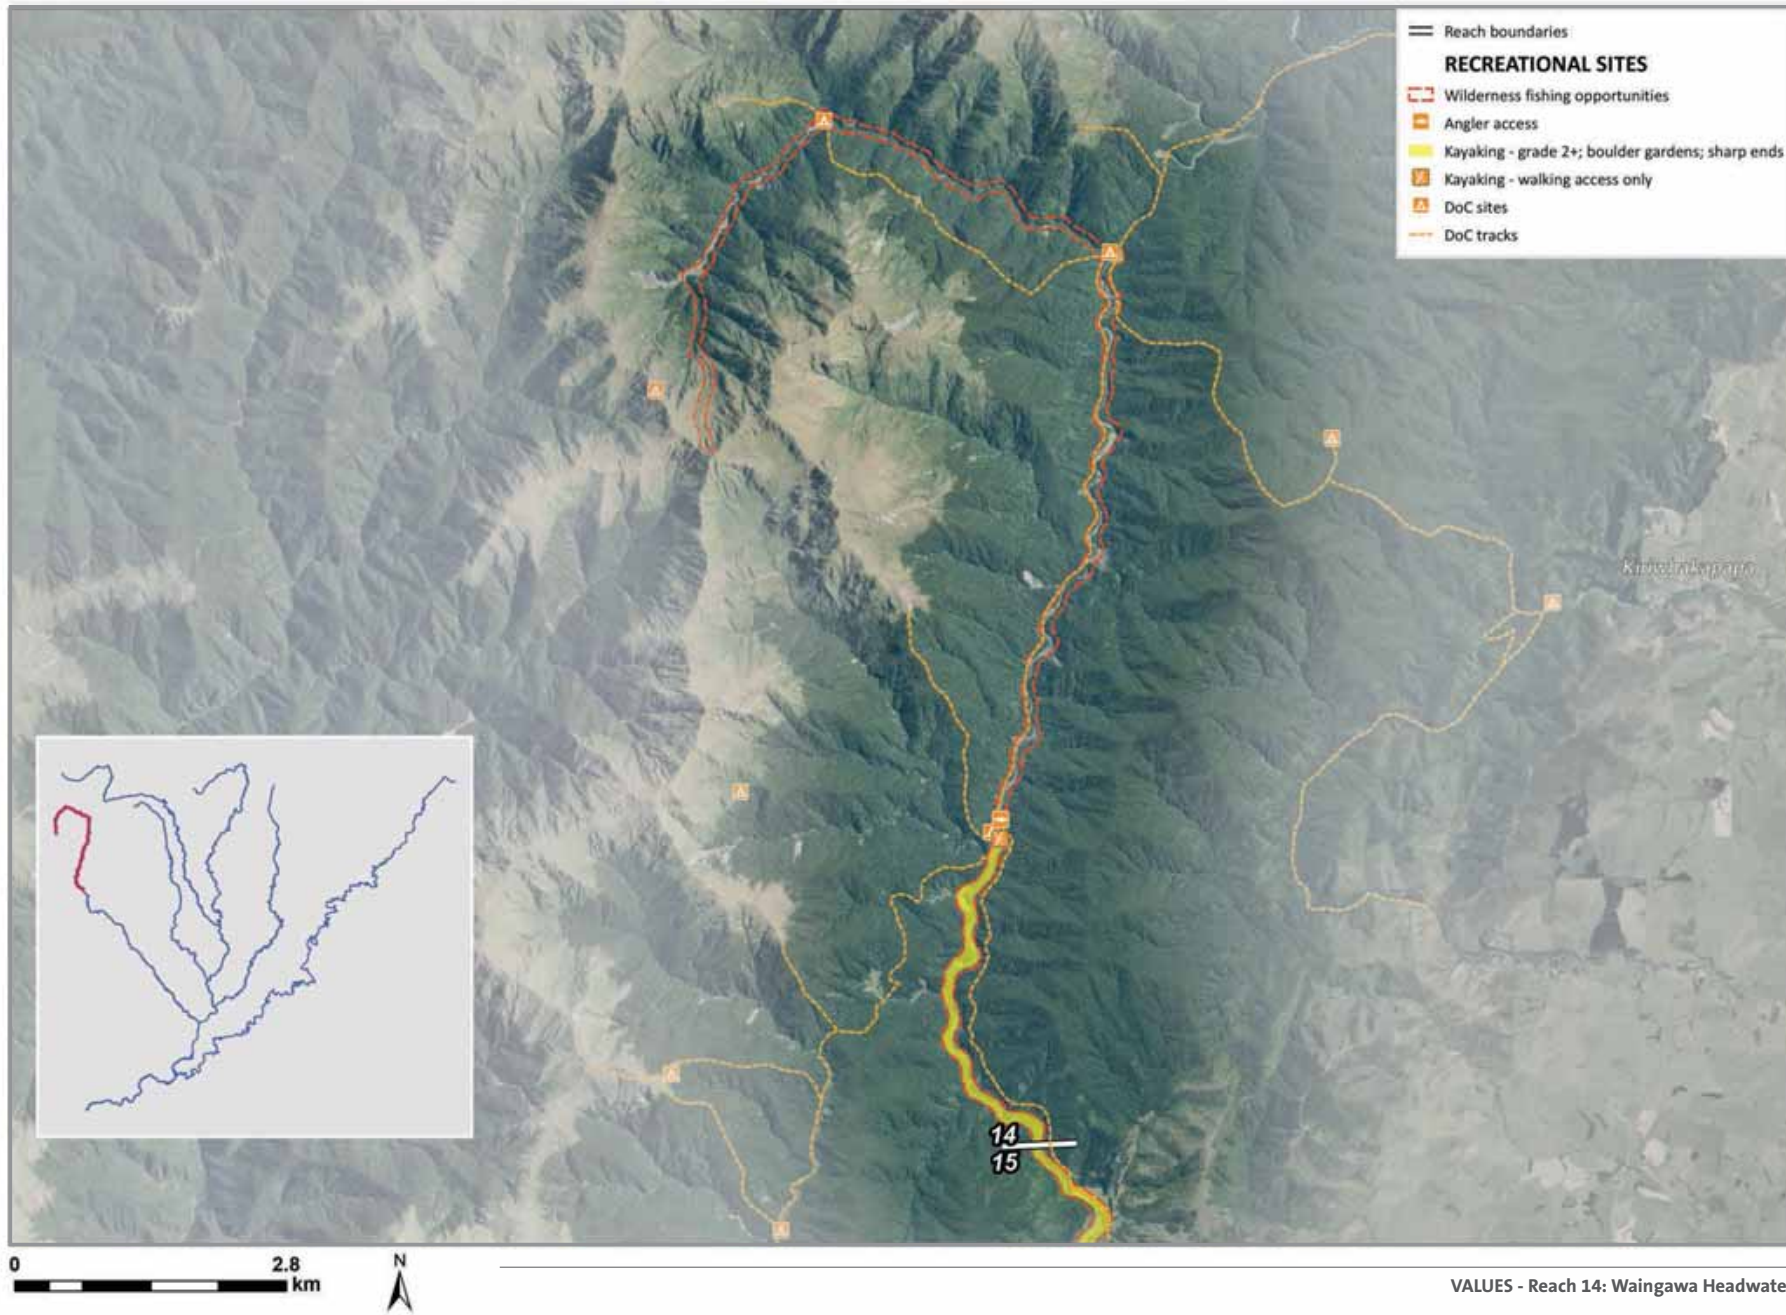 Reach boundaries
RECREATIONAL SITES
Wilderness fishing opportunities
Angler access
Kayaking - grade 2+; boulder gardens; sharp ends
Kayaking - walking access only
DoC sites
DoC tracks
Kiriwhakapapa
14
15
0 2.8
km
N
VALUES - Reach 14: Waingawa Headwate